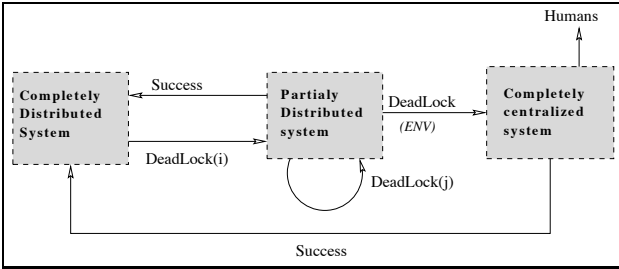 Humans
Completely
Distributed
System
Success
DeadLock(i)
Partialy
Distributed
system
DeadLock
(ENV)
DeadLock(j)
Completely
centralized
system
Success